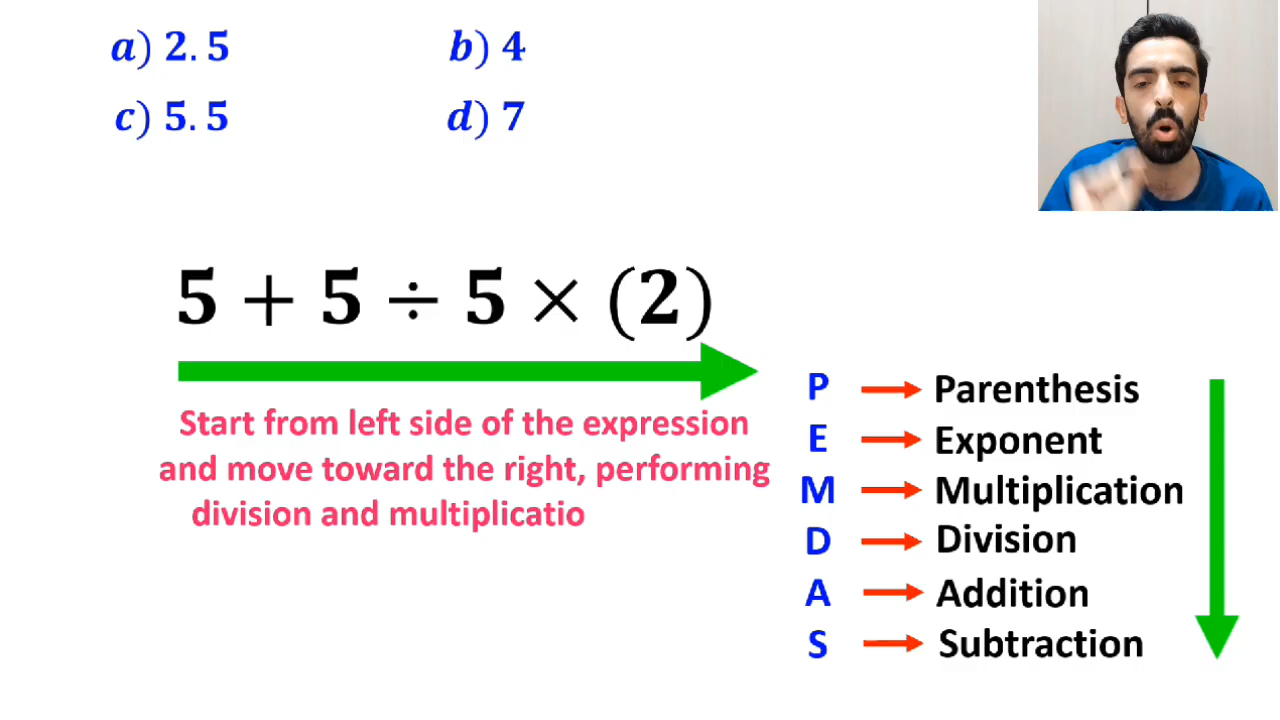 a) 2.5 b) 4
c) 5.5 d) 7
5 + 5 ÷ 5 × (2)
Start from left side of the expression
and move toward the right, performing
division and multiplicatio
P Parenthesis
E Exponent
M Multiplication
D Division
A Addition
S Subtraction